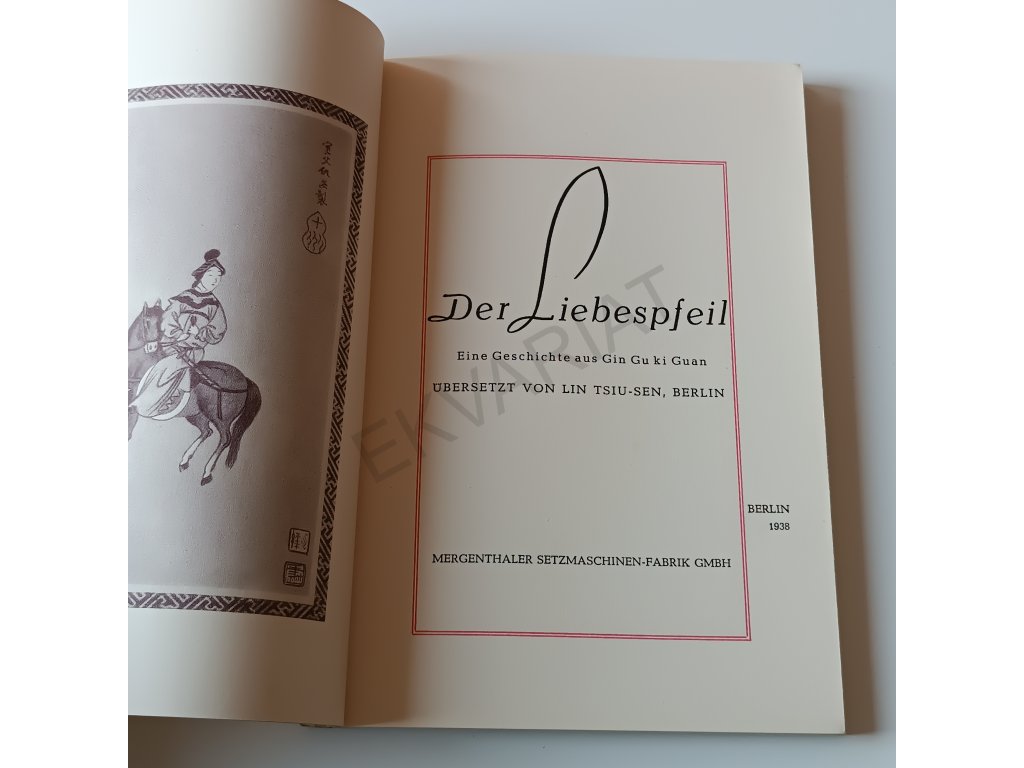 Der Liebespfeil
Eine Geschichte aus Gin Gu ki Guan
ÜBERSETZT VON LIN TSIU-SEN, BERLIN
BERLIN
1938
MERGENTHALER SETZMASCHINEN-FABRIK GMBH
EKVARIAT